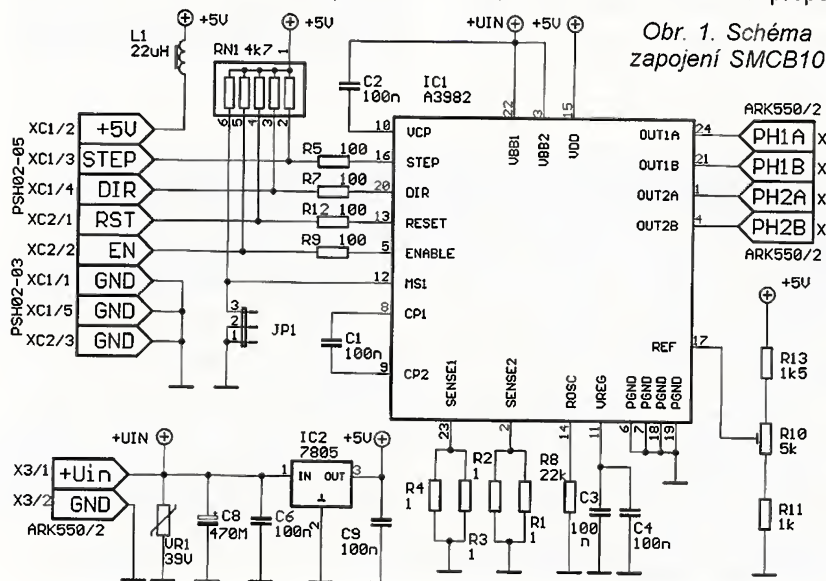 +5V
+5V
+UIN
+5V
Obr. 1. Schéma
zapojení SMCB10
L1
22uH
RN1 4k7
1
6 5 4 3 2
C2
100n
IC1
A3982
22
3
15
VBB1
VBB2
VDD
10
VCP
16
STEP
20
DIR
13
RESET
5
ENABLE
12
MS1
8
CP1
9
CP2
PSH02-05
XC1/2
+5V
XC1/3
STEP
XC1/4
DIR
XC2/1
RST
XC2/2
EN
PSH02-03
XC1/1
GND
XC1/5
GND
XC2/3
GND
R5 100
R7 100
R12 100
R9 100
3
2
1
JP1
C1
100n
ARK550/2
OUT1A
24
PH1A
X
OUT1B
21
PH1B
X
OUT2A
1
PH2A
X
OUT2B
4
PH2B
X
ARK550/2
+5V
REF
17
R13
1k5
R10
5k
R11
1k
SENSE1
SENSE2
ROSC
VREG
PGND
PGND
PGND
PGND
23
2
14
11
6
7
18
19
R4
1
R3
1
R2
1
R1
1
R8
22k
C3
100
n
C4
100n
+UIN
IC2
7805
+5V
X3/1
+Uin
X3/2
GND
ARK550/2
1
IN OUT
3
2
VR1
39V
C8
470M
C6
100n
C9
100n